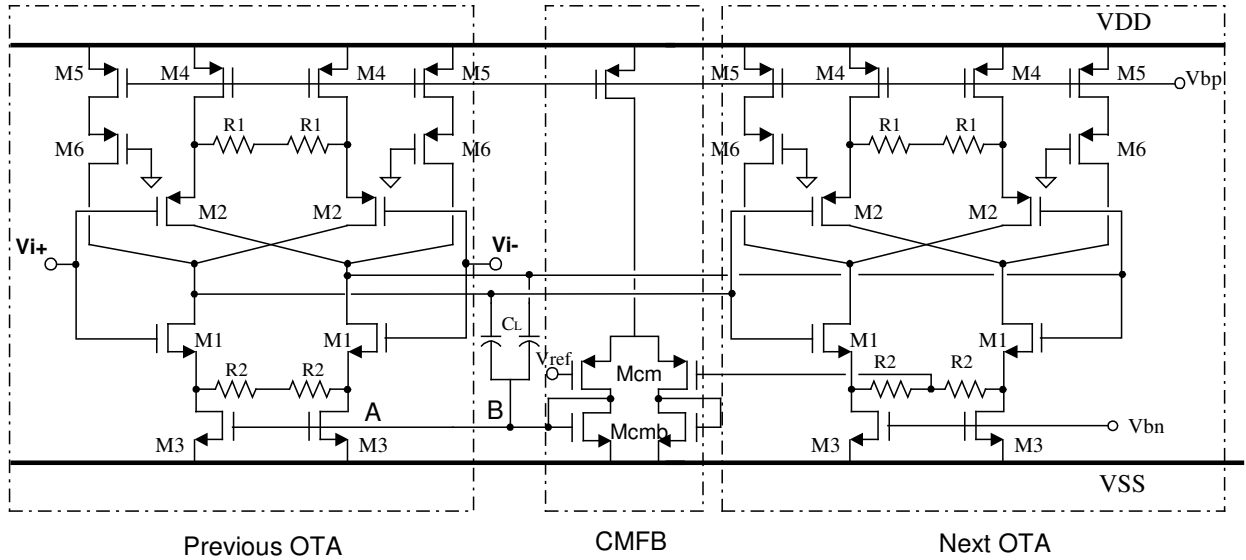 VDD
M5 M4 M4 M5 M5 M4 M4 M5 Vbp
R1 R1 R1 R1
M6 M6 M6 M6
M2 M2 M2 M2
Vi+ Vi-
M1 M1 CL M1 M1
R2 R2 Vref Mcm R2 R2
A B
M3 M3 Mcmb M3 M3 Vbn
VSS
Previous OTA CMFB Next OTA